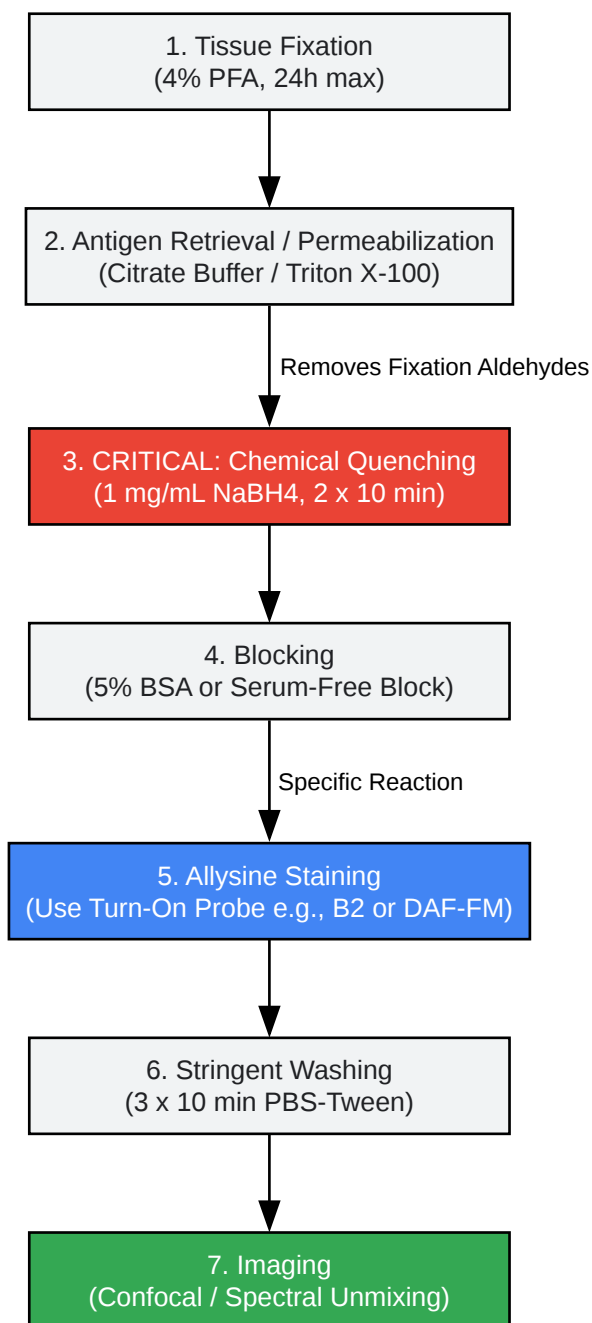 1. Tissue Fixation
(4% PFA, 24h max)
2. Antigen Retrieval / Permeabilization
(Citrate Buffer / Triton X-100)
Removes Fixation Aldehydes
3. CRITICAL: Chemical Quenching
(1 mg/mL NaBH4, 2 x 10 min)
4. Blocking
(5% BSA or Serum-Free Block)
Specific Reaction
5. Allysine Staining
(Use Turn-On Probe e.g., B2 or DAF-FM)
6. Stringent Washing
(3 x 10 min PBS-Tween)
7. Imaging
(Confocal / Spectral Unmixing)